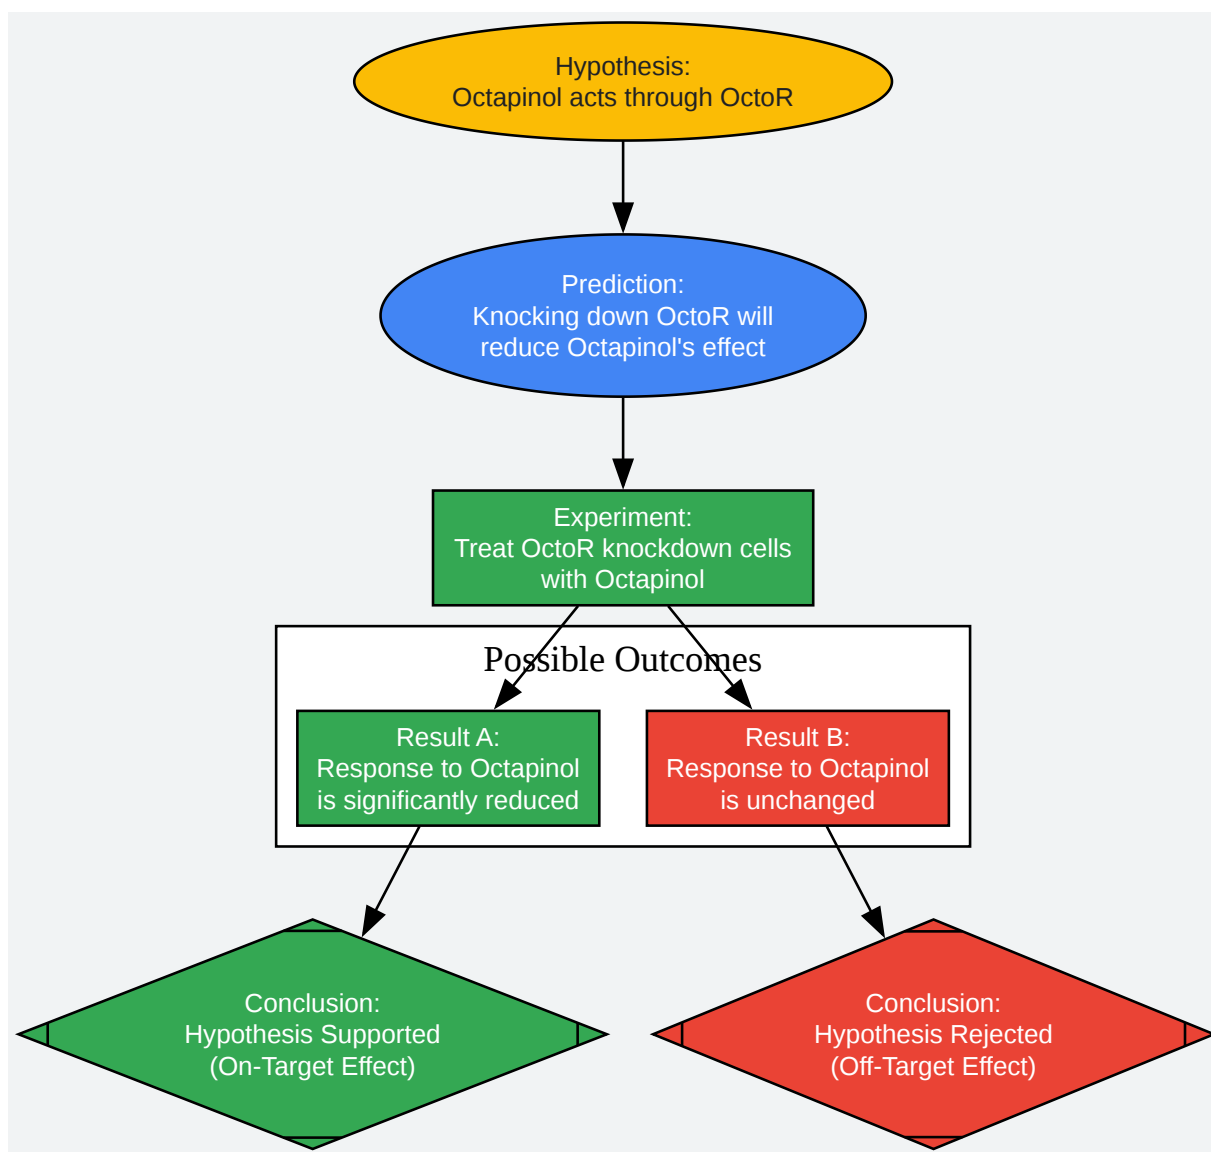 Hypothesis:
Octapinol acts through OctoR
Prediction:
Knocking down OctoR will
reduce Octapinol's effect
Experiment:
Treat OctoR knockdown cells
with Octapinol
Possible Outcomes
Result A:
Response to Octapinol
is significantly reduced
Result B:
Response to Octapinol
is unchanged
Conclusion:
Hypothesis Supported
(On-Target Effect)
Conclusion:
Hypothesis Rejected
(Off-Target Effect)